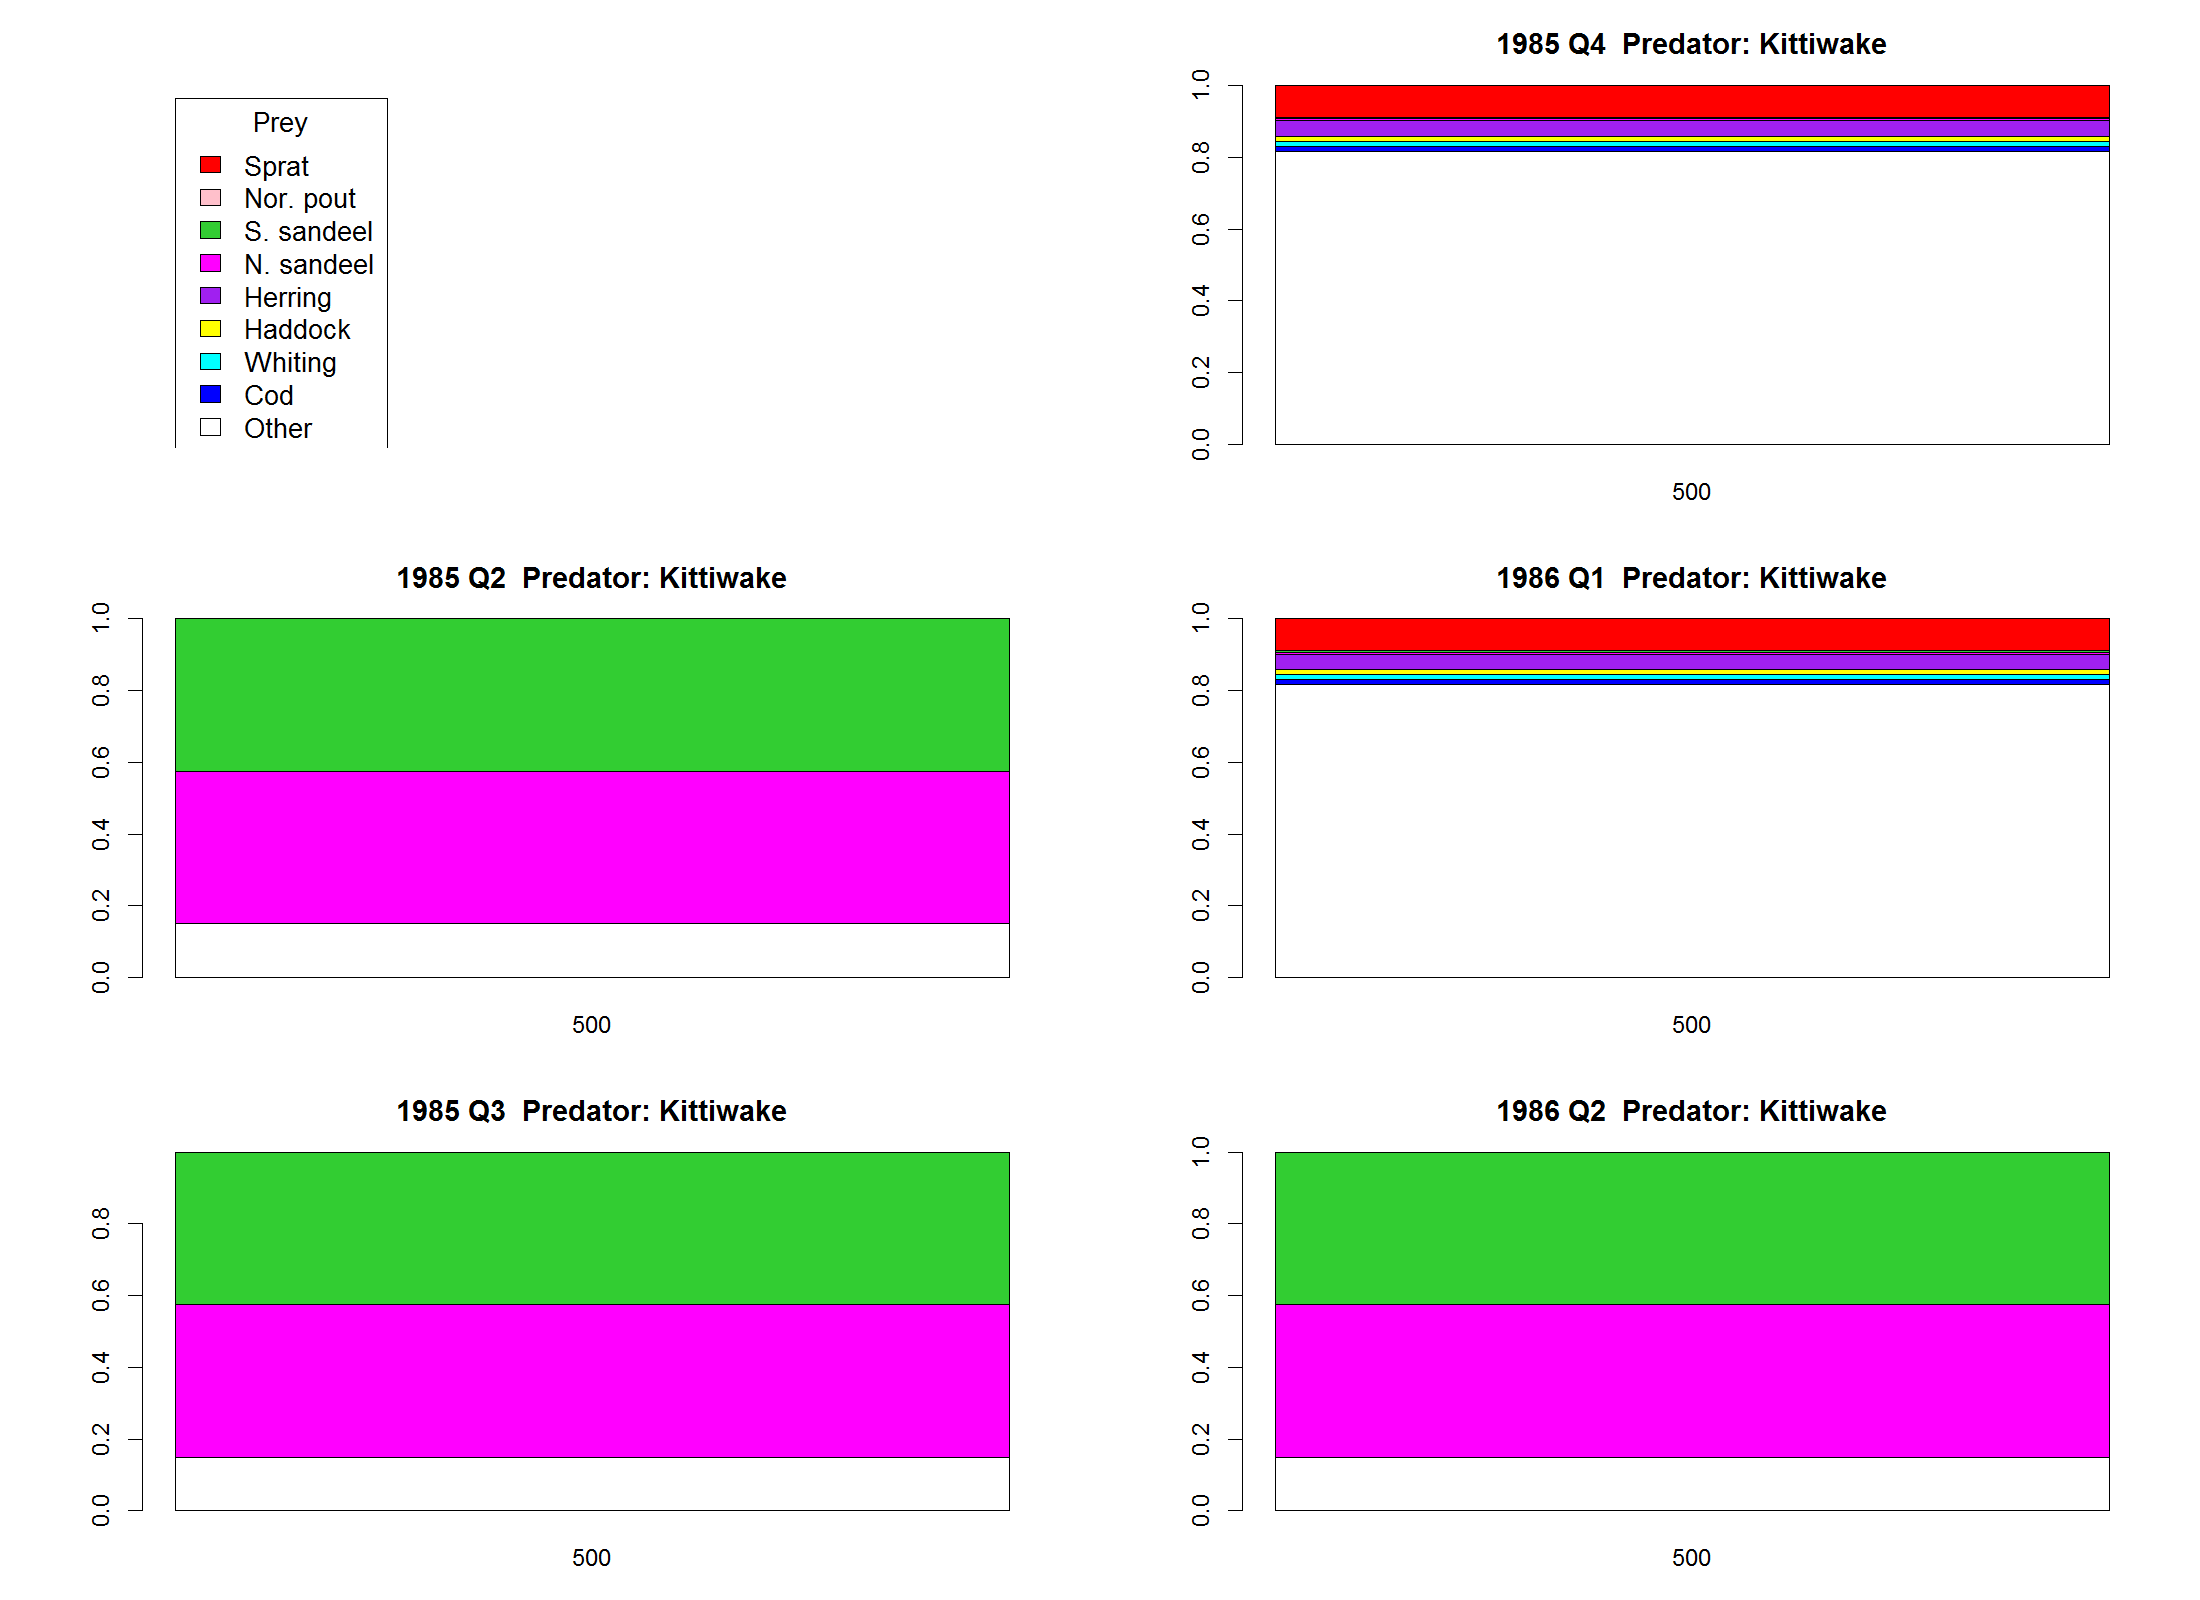 Prey
Sprat
Nor. pout
S. sandeel
N. sandeel
Herring
Haddock
Whiting
Cod
Other
1985 Q4  Predator: Kittiwake
1.0
0.8
0.6
0.4
0.2
0.0
500
1985 Q2  Predator: Kittiwake
1.0
0.8
0.6
0.4
0.2
0.0
500
1986 Q1  Predator: Kittiwake
1.0
0.8
0.6
0.4
0.2
0.0
500
1985 Q3  Predator: Kittiwake
0.8
0.6
0.4
0.2
0.0
500
1986 Q2  Predator: Kittiwake
1.0
0.8
0.6
0.4
0.2
0.0
500